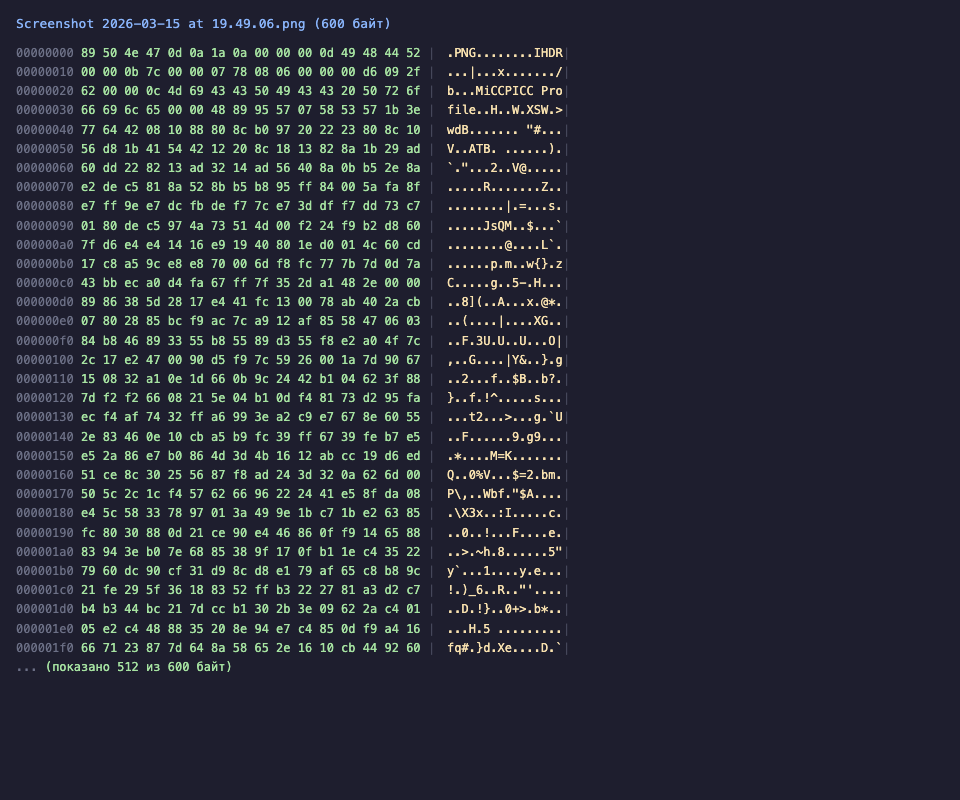 Screenshot 2026-03-15 at 19.49.06.png (600 байт)
00000000 89 50 4e 47 0d 0a 1a 0a 00 00 00 0d 49 48 44 52 | .PNG........IHDR|
00000010 00 00 0b 7c 00 00 07 78 08 06 00 00 00 d6 09 2f | ...|...x......./
00000020 62 00 00 0c 4d 69 43 43 50 49 43 43 20 50 72 6f | b...MiCCPICC Pro
00000030 66 69 6c 65 00 00 48 89 95 57 07 58 53 57 1b 3e | file..H..W.XSW.>
00000040 77 64 42 08 10 88 80 8c b0 97 20 22 23 80 8c 10 | wdB....... "#...
00000050 56 d8 1b 41 54 42 12 20 8c 18 13 82 8a 1b 29 ad | V..ATB. ......).|
00000060 60 dd 22 82 13 ad 32 14 ad 56 40 8a 0b b5 2e 8a | `."...2..V@.....|
00000070 e2 de c5 81 8a 52 8b b5 b8 95 ff 84 00 5a fa 8f | .....R.......Z..|
00000080 e7 ff 9e e7 dc fb de f7 7c e7 3d df f7 dd 73 c7 | ........|.=...s.|
00000090 01 80 de c5 97 4a 73 51 4d 00 f2 24 f9 b2 d8 60 | .....JsQM..$...`|
000000a0 7f d6 e4 e4 14 16 e9 19 40 80 1e d0 01 4c 60 cd | ........@....L`.|
000000b0 17 c8 a5 9c e8 e8 70 00 6d f8 fc 77 7b 7d 0d 7a | ......p.m..w{}.z
000000c0 43 bb ec a0 d4 fa 67 ff 7f 35 2d a1 48 2e 00 00 | C.....g..5-.H...|
000000d0 89 86 38 5d 28 17 e4 41 fc 13 00 78 ab 40 2a cb | ..8](..A...x.@*.|
000000e0 07 80 28 85 bc f9 ac 7c a9 12 af 85 58 47 06 03 | ..(....|....XG..|
000000f0 84 b8 46 89 33 55 b8 55 89 d3 55 f8 e2 a0 4f 7c | ..F.3U.U..U...O||
00000100 2c 17 e2 47 00 90 d5 f9 7c 59 26 00 1a 7d 90 67 | ,..G....|Y&..}.g
00000110 15 08 32 a1 0e 1d 66 0b 9c 24 42 b1 04 62 3f 88 | ..2...f..$B..b?.|
00000120 7d f2 f2 66 08 21 5e 04 b1 0d f4 81 73 d2 95 fa | }..f.!^.....s...|
00000130 ec f4 af 74 32 ff a6 99 3e a2 c9 e7 67 8e 60 55 | ...t2...>...g.`U
00000140 2e 83 46 0e 10 cb a5 b9 fc 39 ff 67 39 fe b7 e5 | ..F......9.g9...|
00000150 e5 2a 86 e7 b0 86 4d 3d 4b 16 12 ab cc 19 d6 ed | .*....M=K.......|
00000160 51 ce 8c 30 25 56 87 f8 ad 24 3d 32 0a 62 6d 00 | Q..0%V...$=2.bm.|
00000170 50 5c 2c 1c f4 57 62 66 96 22 24 41 e5 8f da 08 | P\,..Wbf."$A....|
00000180 e4 5c 58 33 78 97 01 3a 49 9e 1b c7 1b e2 63 85 | .\X3x..:I.....c.|
00000190 fc 80 30 88 0d 21 ce 90 e4 46 86 0f f9 14 65 88 | ..0..!...F....e.|
000001a0 83 94 3e b0 7e 68 85 38 9f 17 0f b1 1e c4 35 22 | ..>.~h.8......5"
000001b0 79 60 dc 90 cf 31 d9 8c d8 e1 79 af 65 c8 b8 9c | y`...1....y.e...|
000001c0 21 fe 29 5f 36 18 83 52 ff b3 22 27 81 a3 d2 c7 | !.)_6..R.."'....|
000001d0 b4 b3 44 bc 21 7d cc b1 30 2b 3e 09 62 2a c4 01 | ..D.!}..0+>.b*..|
000001e0 05 e2 c4 48 88 35 20 8e 94 e7 c4 85 0d f9 a4 16 | ...H.5 .........|
000001f0 66 71 23 87 7d 64 8a 58 65 2e 16 10 cb 44 92 60 | fq#.}d.Xe....D.`|
... (показано 512 из 600 байт)